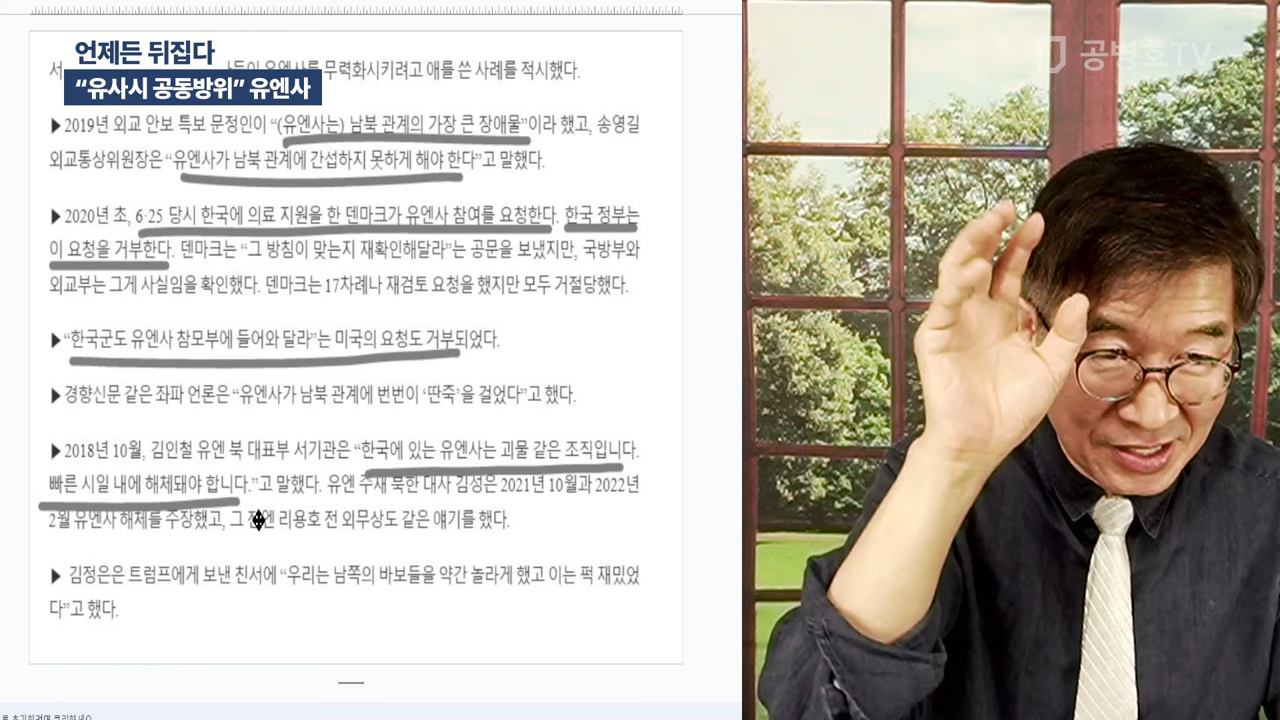 언제든 뒤집다
“유사시 공동방위” 유엔사
공병호TV
무력화시키려고 애를 쓴 사례를 적시했다.
▶2019년 외교 안보 특보 문정인이 “(유엔사는) 남북 관계의 가장 큰 장애물”이라 했고, 송영길
외교통상위원장은 “유엔사가 남북 관계에 간섭하지 못하게 해야 한다”고 말했다.
▶2020년 초, 6·25 당시 한국에 의료 지원을 한 덴마크가 유엔사 참여를 요청한다. 한국 정부는
이 요청을 거부한다. 덴마크는 “그 방침이 맞는지 재확인해달라”는 공문을 보냈지만, 국방부와
외교부는 그게 사실임을 확인했다. 덴마크는 17차례나 재검토 요청을 했지만 모두 거절당했다.
▶“한국군도 유엔사 참모부에 들어와 달라”는 미국의 요청도 거부되었다.
▶경향신문 같은 좌파 언론은 “유엔사가 남북 관계에 번번이 ‘딴죽’을 걸었다”고 했다.
▶2018년 10월, 김인철 유엔 북 대표부 서기관은 “한국에 있는 유엔사는 괴물 같은 조직입니다.
빠른 시일 내에 해체돼야 합니다.”고 말했다. 유엔 주재 북한 대사 김성은 2021년 10월과 2022년
2월 유엔사 해체를 주장했고, 그 리용호 전 외무상도 같은 얘기를 했다.
▶ 김정은은 트럼프에게 보낸 친서에 “우리는 남쪽의 바보들을 약간 놀라게 했고 이는 퍽 재밌었
다”고 했다.